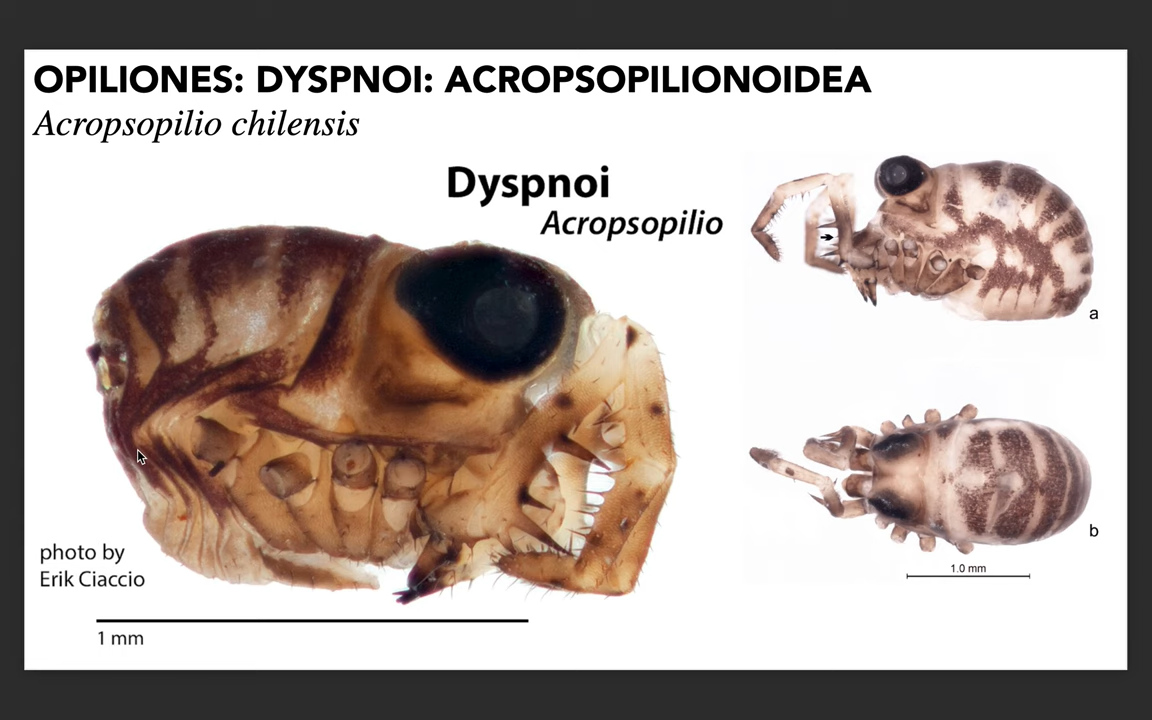 OPILIONES: DYSPNOI: ACROPSOPILIONOIDEA
Acropsopilio chilensis
Dyspnoi
Acropsopilio
a
b
1.0 mm
photo by
Erik Ciaccio
1 mm